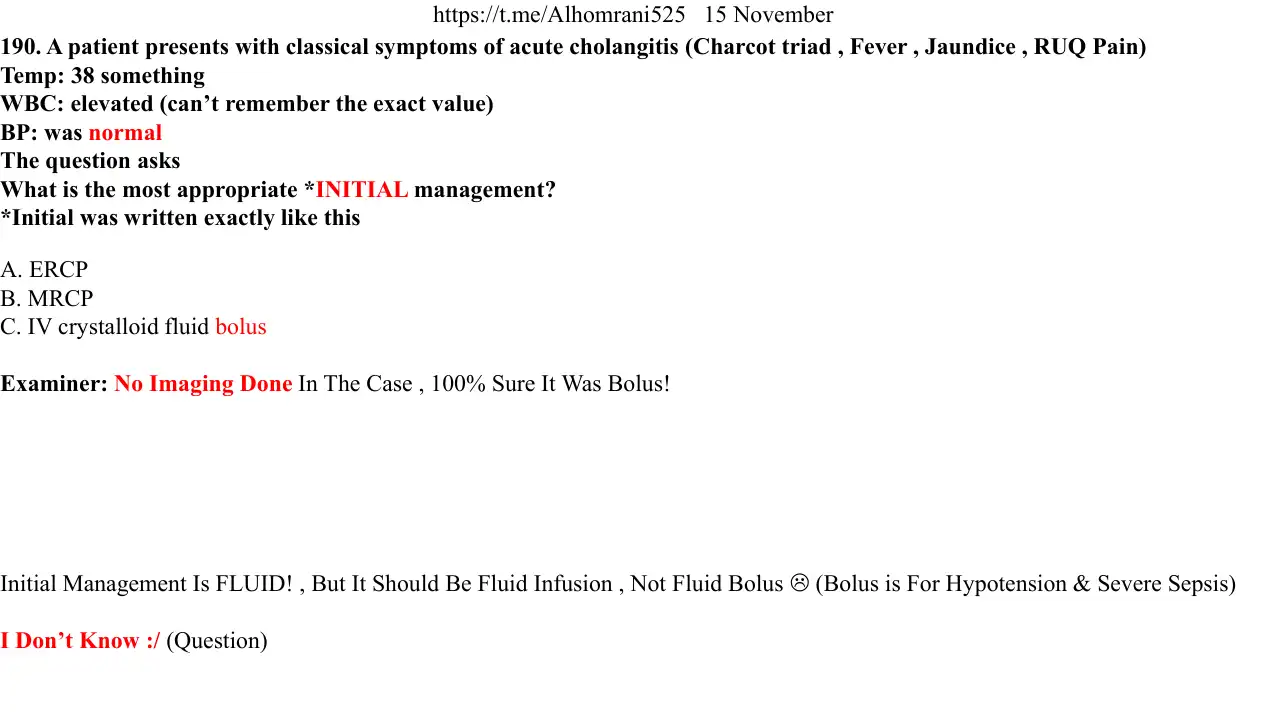 https://t.me/Alhomrani525 15 November
190. A patient presents with classical symptoms of acute cholangitis (Charcot triad , Fever , Jaundice , RUQ Pain)
Temp: 38 something
WBC: elevated (can’t remember the exact value)
BP: was normal
The question asks
What is the most appropriate *INITIAL management?
*Initial was written exactly like this
A. ERCP
B. MRCP
C. IV crystalloid fluid bolus
Examiner: No Imaging Done In The Case , 100% Sure It Was Bolus!
Initial Management Is FLUID! , But It Should Be Fluid Infusion , Not Fluid Bolus ☹ (Bolus is For Hypotension & Severe Sepsis)
I Don’t Know :/ (Question)